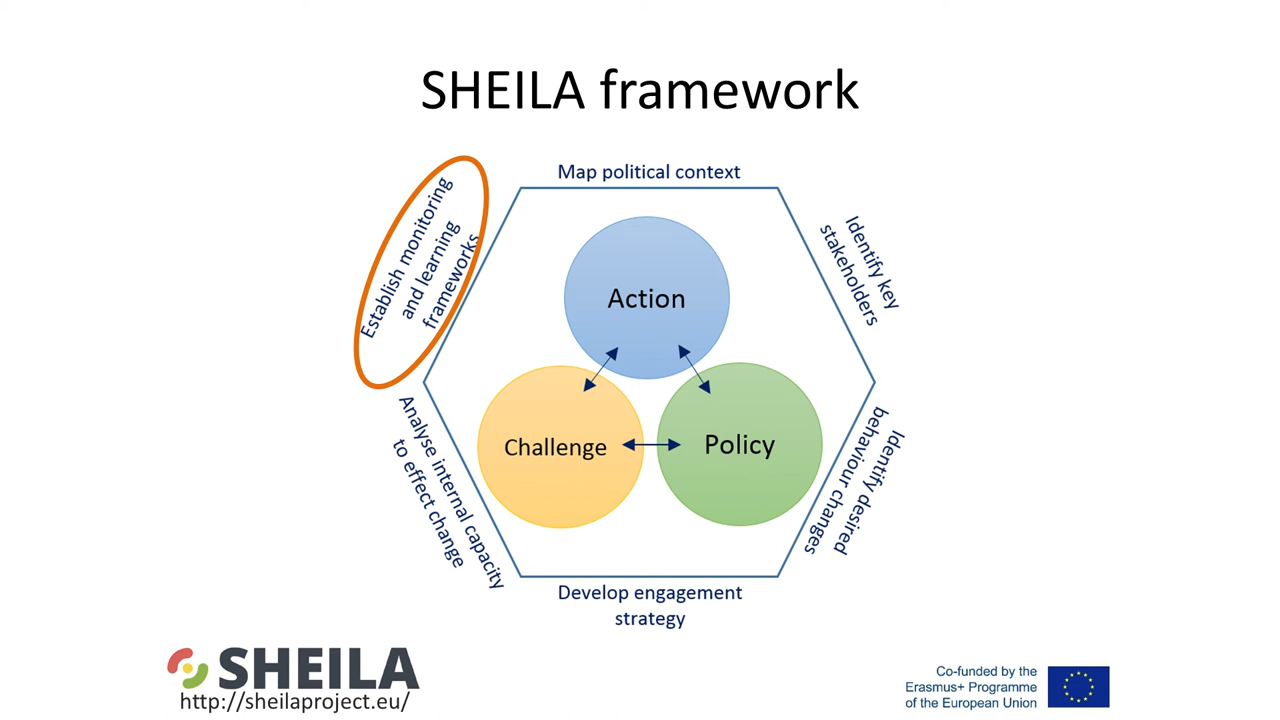 SHEILA framework
Map political context
Identify key
stakeholders
Identify desired
behaviour changes
Develop engagement
strategy
Analyse internal capacity
to effect change
Establish monitoring
and learning
frameworks
Action
Challenge
Policy
SHEILA
http://sheilaproject.eu/
Co-funded by the
Erasmus+ Programme
of the European Union